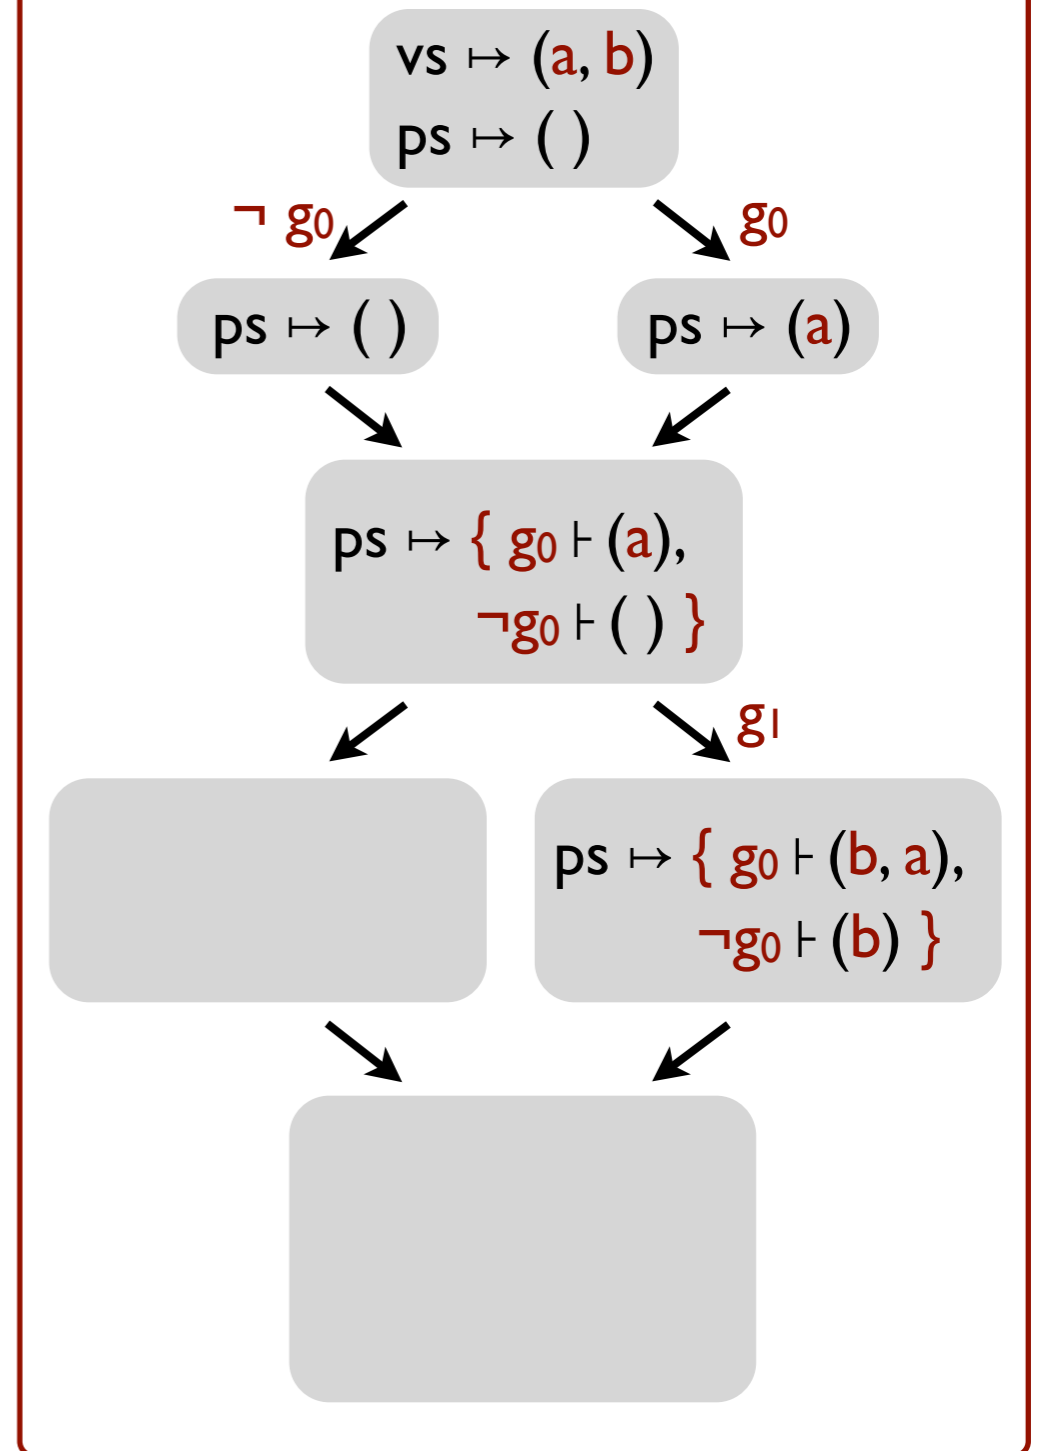 vs ↦ (a, b)
ps ↦ ( )
¬ g₀
g₀
ps ↦ ( )
ps ↦ (a)
ps ↦ { g₀ ⊦ (a),
¬g₀ ⊦ ( ) }
g₁
ps ↦ { g₀ ⊦ (b, a),
¬g₀ ⊦ (b) }